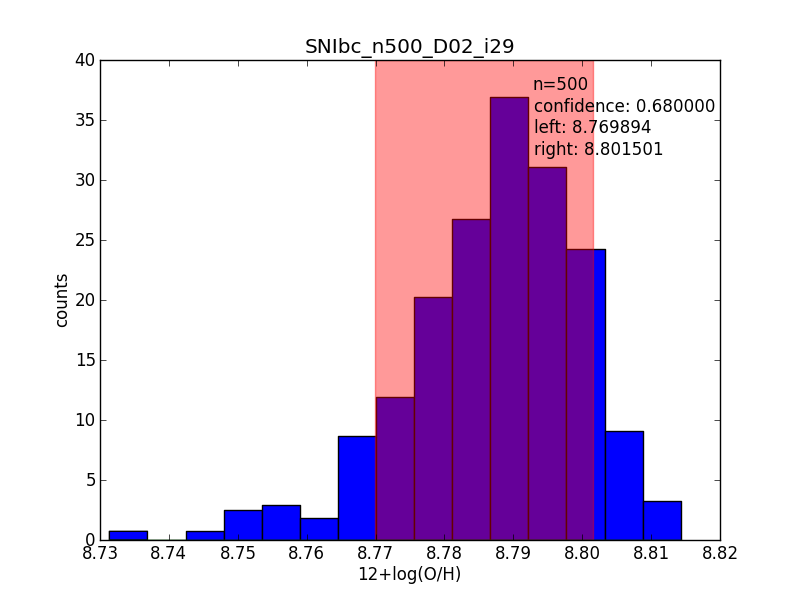 SNIbc_n500_D02_i29
n=500
confidence: 0.680000
left: 8.769894
right: 8.801501
40
35
30
25
20
15
10
5
0
counts
8.73 8.74 8.75 8.76 8.77 8.78 8.79 8.80 8.81 8.82
12+log(O/H)